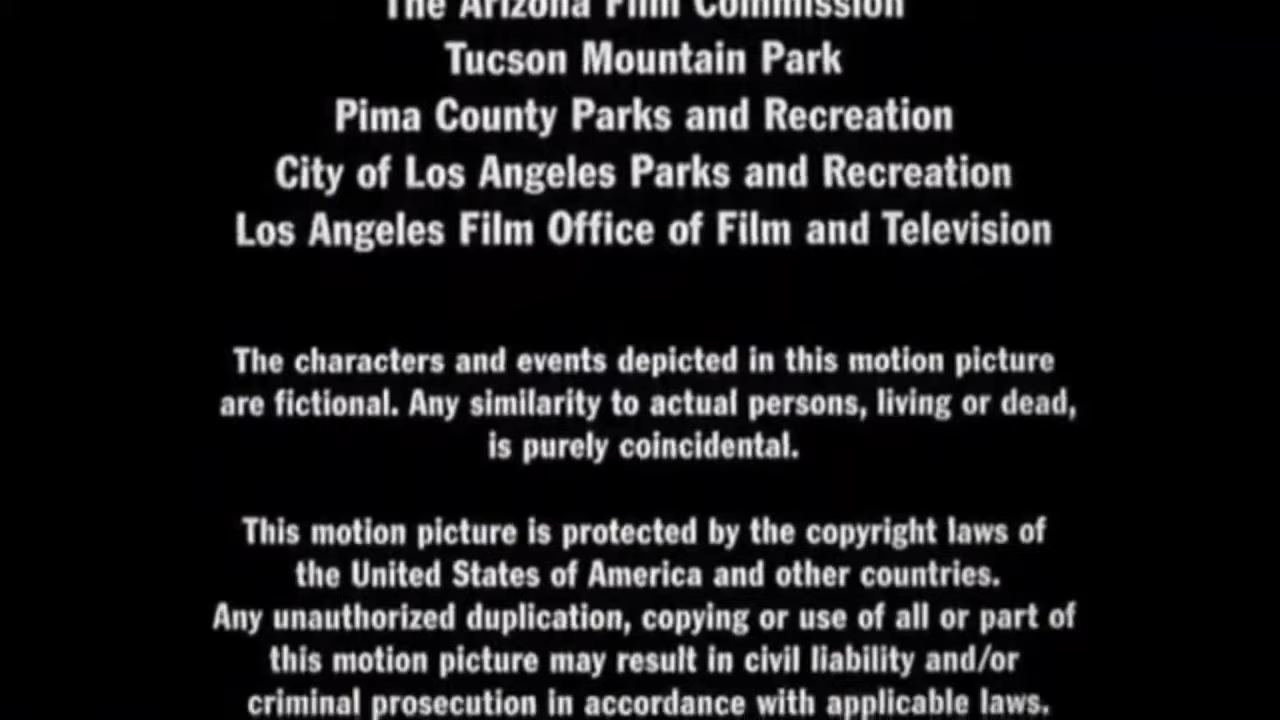 The Arizona Film Commission
Tucson Mountain Park
Pima County Parks and Recreation
City of Los Angeles Parks and Recreation
Los Angeles Film Office of Film and Television
The characters and events depicted in this motion picture
are fictional. Any similarity to actual persons, living or dead,
is purely coincidental.
This motion picture is protected by the copyright laws of
the United States of America and other countries.
Any unauthorized duplication, copying or use of all or part of
this motion picture may result in civil liability and/or
criminal prosecution in accordance with applicable laws.